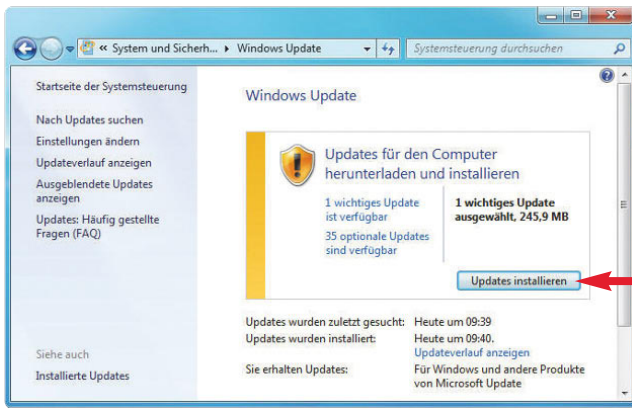 « System und Sicherh... ▸ Windows Update
Systemsteuerung durchsuchen
Startseite der Systemsteuerung
Nach Updates suchen
Einstellungen ändern
Updateverlauf anzeigen
Ausgeblendete Updates
anzeigen
Updates: Häufig gestellte
Fragen (FAQ)
Siehe auch
Installierte Updates
Windows Update
Updates für den Computer
herunterladen und installieren
1 wichtiges Update
ist verfügbar
35 optionale Updates
sind verfügbar
1 wichtiges Update
ausgewählt, 245,9 MB
Updates installieren
Updates wurden zuletzt gesucht: Heute um 09:39
Updates wurden installiert: Heute um 09:40.
Updateverlauf anzeigen
Sie erhalten Updates: Für Windows und andere Produkte
von Microsoft Update